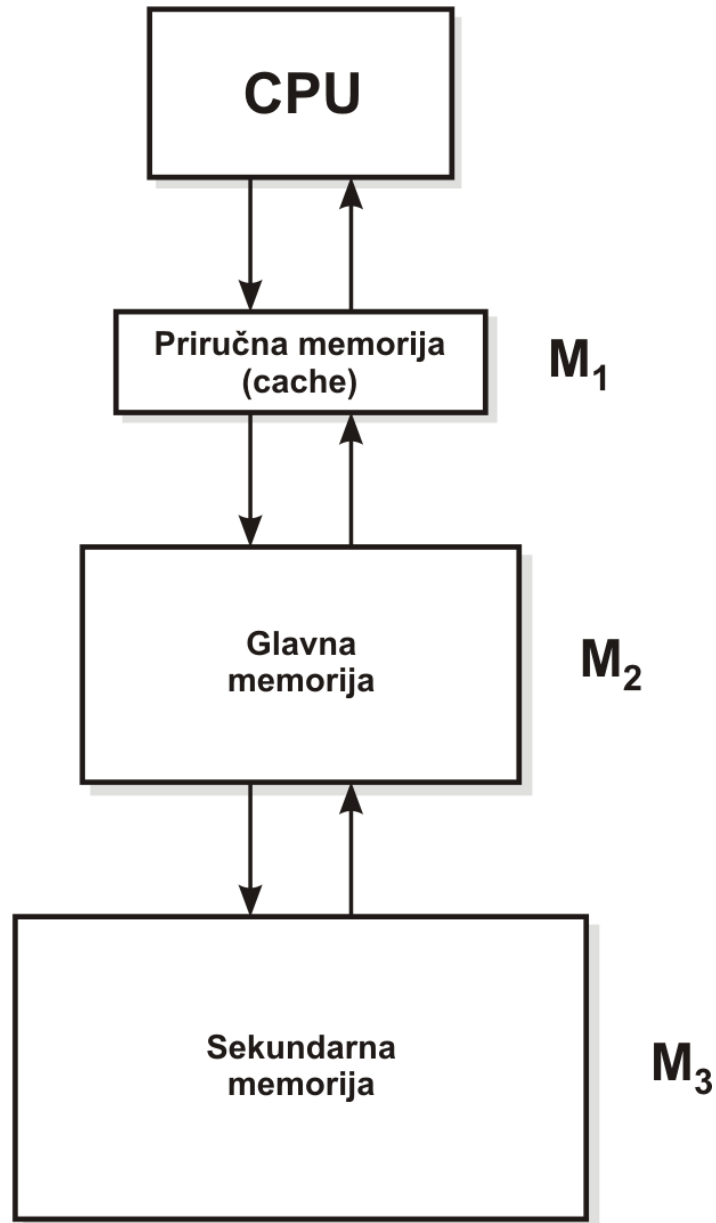 CPU
Priručna memorija
(cache)
M₁
Glavna
memorija
M₂
Sekundarna
memorija
M₃